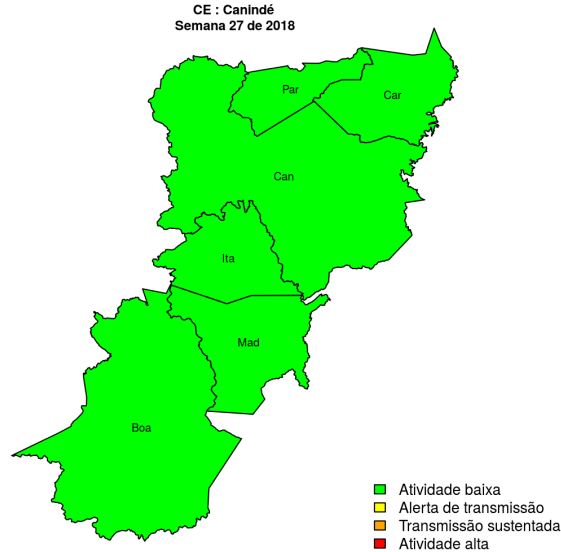 CE : Canindé
Semana 27 de 2018
Par
Car
Can
Ita
Mad
Boa
Atividade baixa
Alerta de transmissão
Transmissão sustentada
Atividade alta